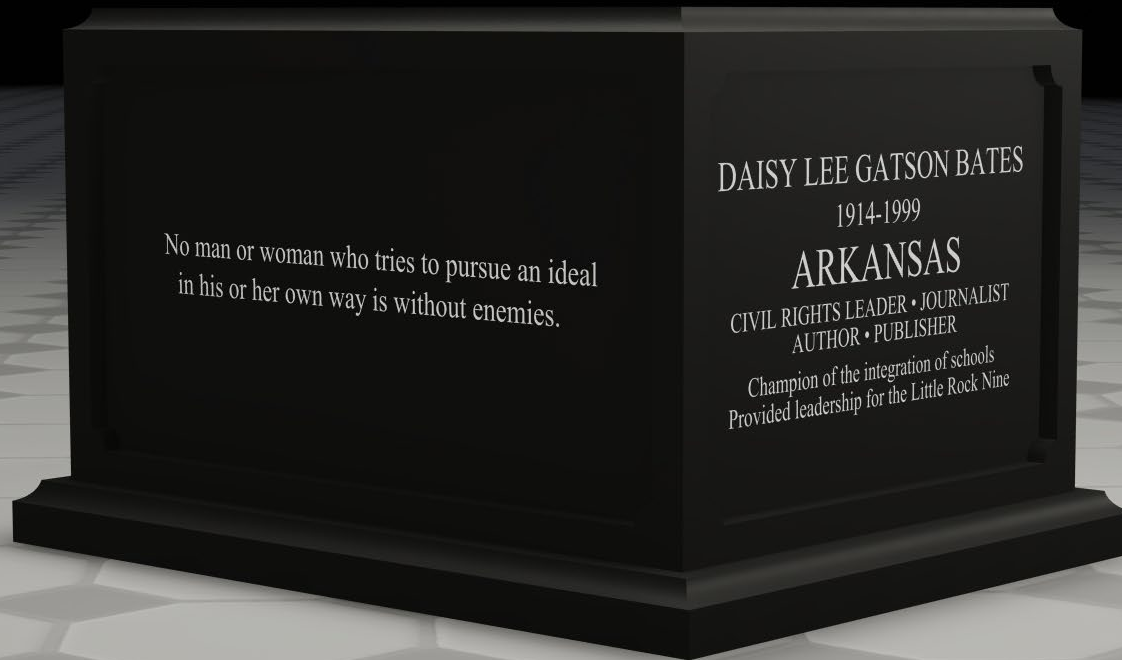 No man or woman who tries to pursue an ideal
in his or her own way is without enemies.
DAISY LEE GATSON BATES
1914-1999
ARKANSAS
CIVIL RIGHTS LEADER • JOURNALIST
AUTHOR • PUBLISHER
Champion of the integration of schools
Provided leadership for the Little Rock Nine